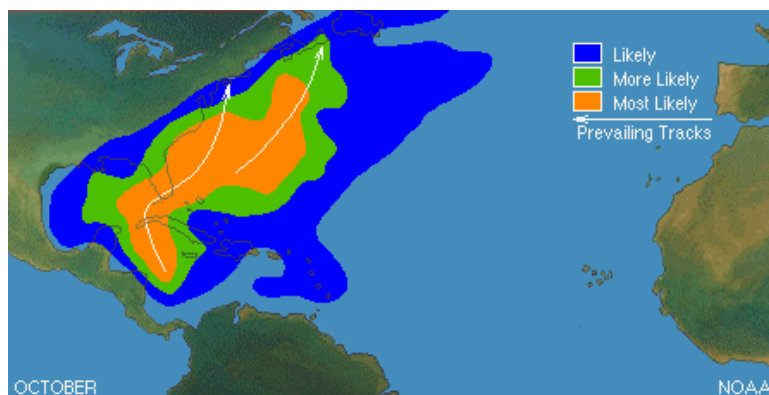 Likely
More Likely
Most Likely
Prevailing Tracks
OCTOBER
NOAA